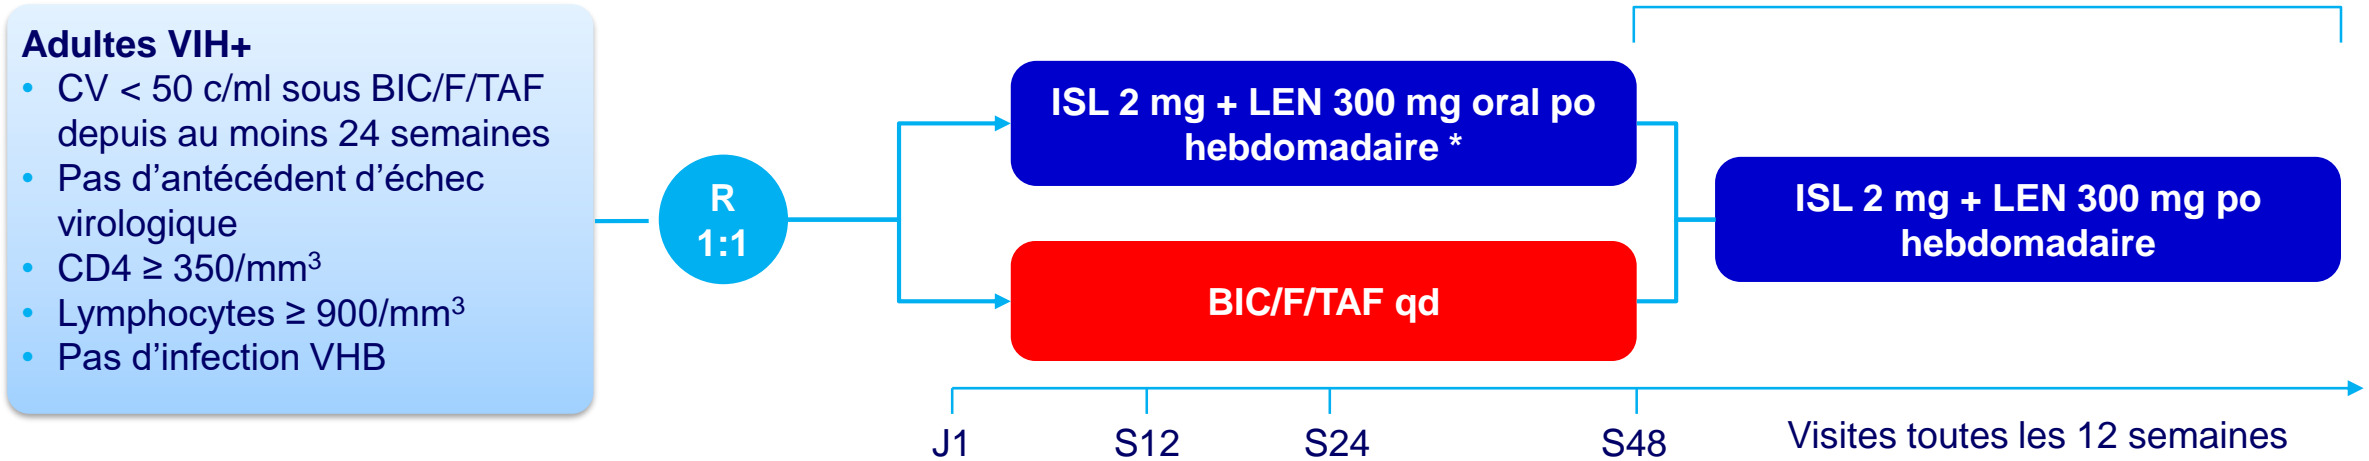 Adultes VIH+
• CV < 50 c/ml sous BIC/F/TAF
depuis au moins 24 semaines
• Pas d’antécédent d’échec
virologique
• CD4 ≥ 350/mm³
• Lymphocytes ≥ 900/mm³
• Pas d’infection VHB
R
1:1
ISL 2 mg + LEN 300 mg oral po
hebdomadaire *
BIC/F/TAF qd
ISL 2 mg + LEN 300 mg po
hebdomadaire
J1
S12
S24
S48
Visites toutes les 12 semaines